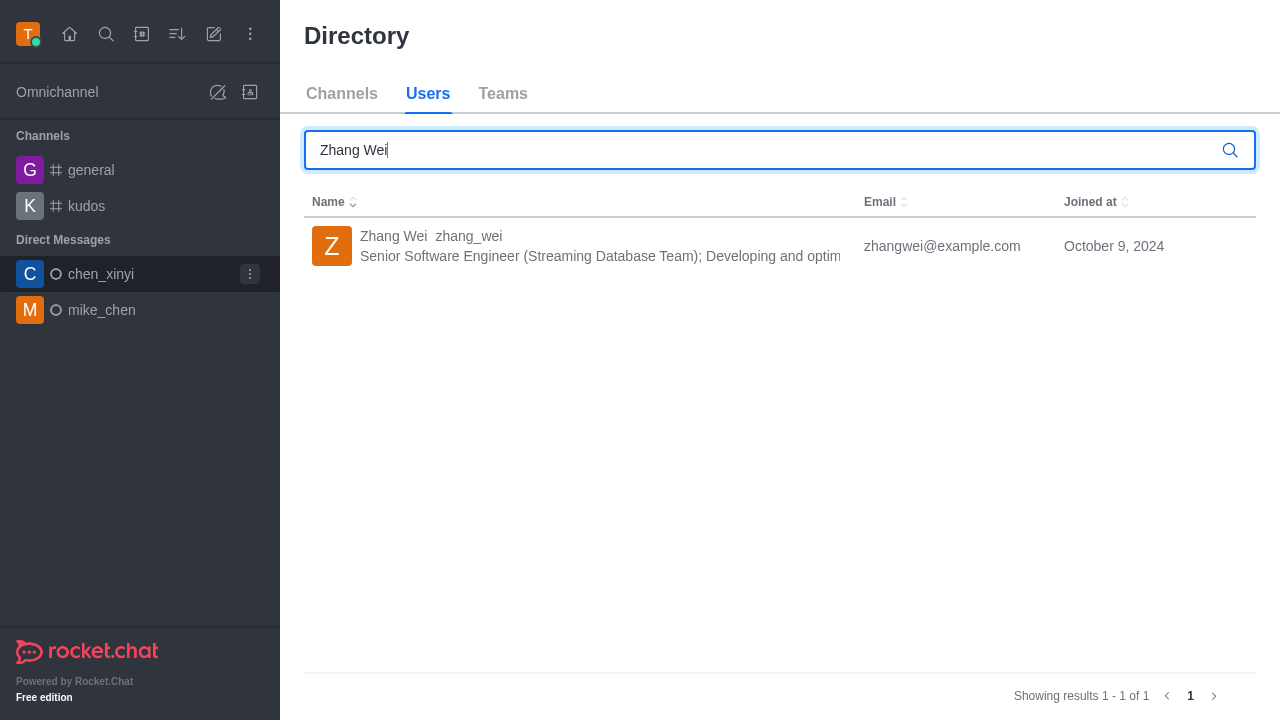 T
Directory
Omnichannel
Channels Users Teams
Channels
G general
K kudos
Direct Messages
C chen_xinyi
M mike_chen
Zhang Wei
Name Email Joined at
Z
Zhang Wei zhang_wei
Senior Software Engineer (Streaming Database Team); Developing and optim
zhangwei@example.com
October 9, 2024
rocket.chat
Powered by Rocket.Chat
Free edition
Showing results 1 - 1 of 1 1